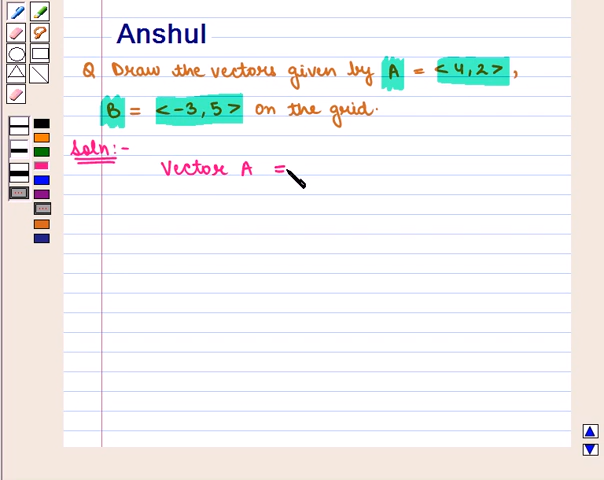 Anshul
Q Draw the vectors given by A = <4,2>,
B = <-3, 5> on the grid.
Soln:-
Vector A =